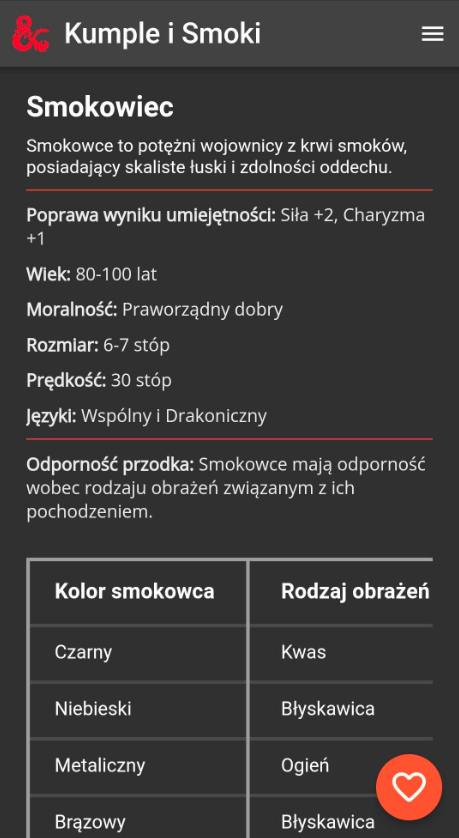 Kumple i Smoki
Smokowiec
Smokowce to potężni wojownicy z krwi smoków,
posiadający skaliste łuski i zdolności oddechu.
Poprawa wyniku umiejętności: Siła +2, Charyzma
+1
Wiek: 80-100 lat
Moralność: Praworządny dobry
Rozmiar: 6-7 stóp
Prędkość: 30 stóp
Języki: Wspólny i Drakoniczny
Odporność przodka: Smokowce mają odporność
wobec rodzaju obrażeń związanym z ich
pochodzeniem.
Kolor smokowca Rodzaj obrażeń
Czarny Kwas
Niebieski Błyskawica
Metaliczny Ogień
Brązowy Błyskawica